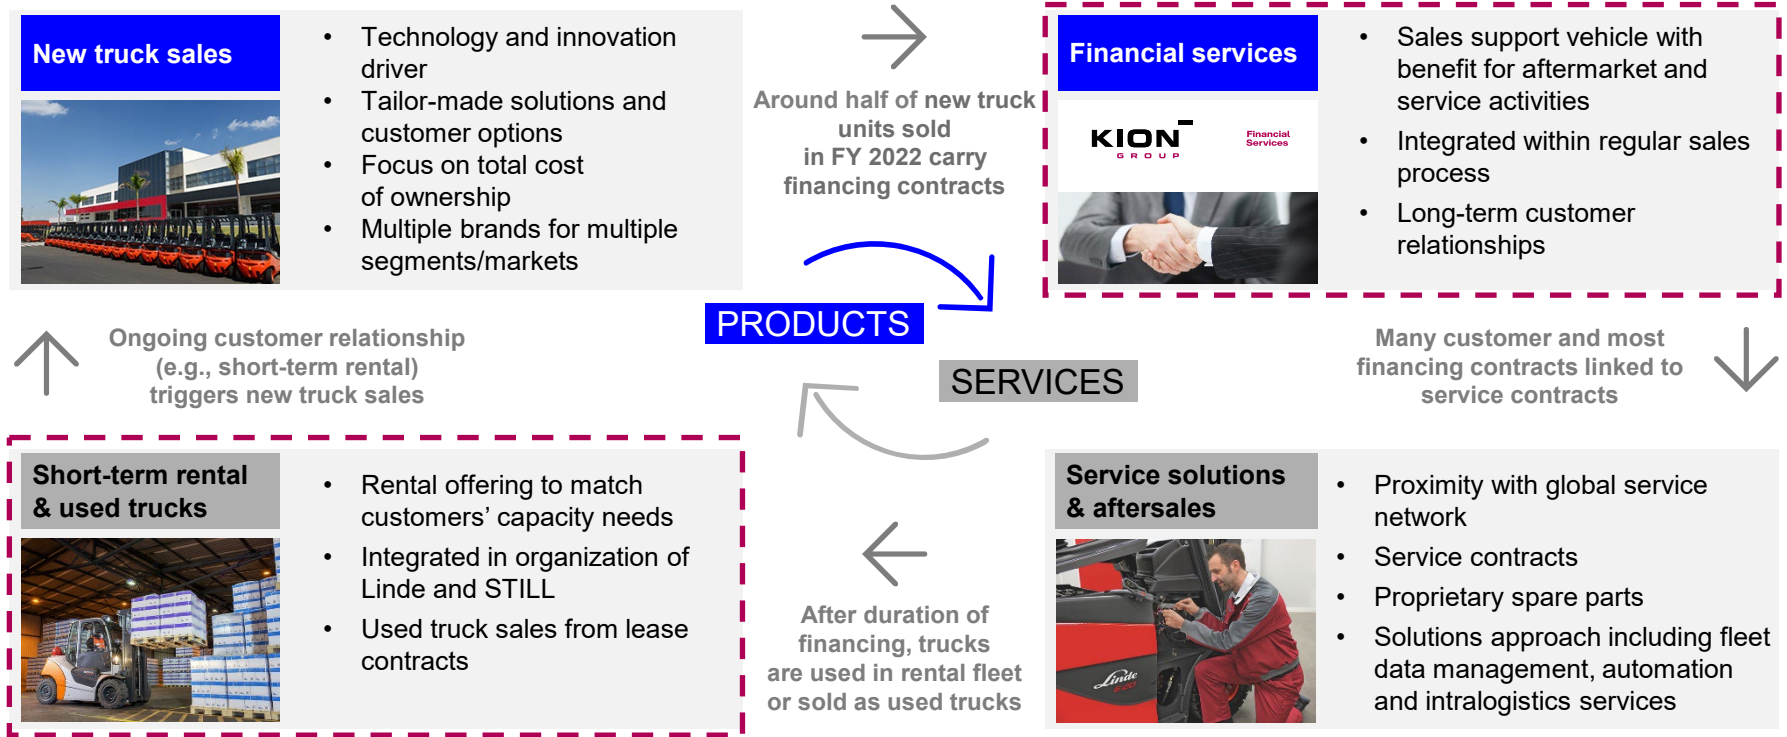 New truck sales
• Technology and innovation
driver
• Tailor-made solutions and
customer options
• Focus on total cost
of ownership
• Multiple brands for multiple
segments/markets
Around half of new truck
units sold
in FY 2022 carry
financing contracts
Financial services
KION
GROUP
Financial
Services
• Sales support vehicle with
benefit for aftermarket and
service activities
• Integrated within regular sales
process
• Long-term customer
relationships
PRODUCTS
SERVICES
Ongoing customer relationship
(e.g., short-term rental)
triggers new truck sales
Many customer and most
financing contracts linked to
service contracts
Short-term rental
& used trucks
• Rental offering to match
customers’ capacity needs
• Integrated in organization of
Linde and STILL
• Used truck sales from lease
contracts
After duration of
financing, trucks
are used in rental fleet
or sold as used trucks
Service solutions
& aftersales
Linde
• Proximity with global service
network
• Service contracts
• Proprietary spare parts
• Solutions approach including fleet
data management, automation
and intralogistics services